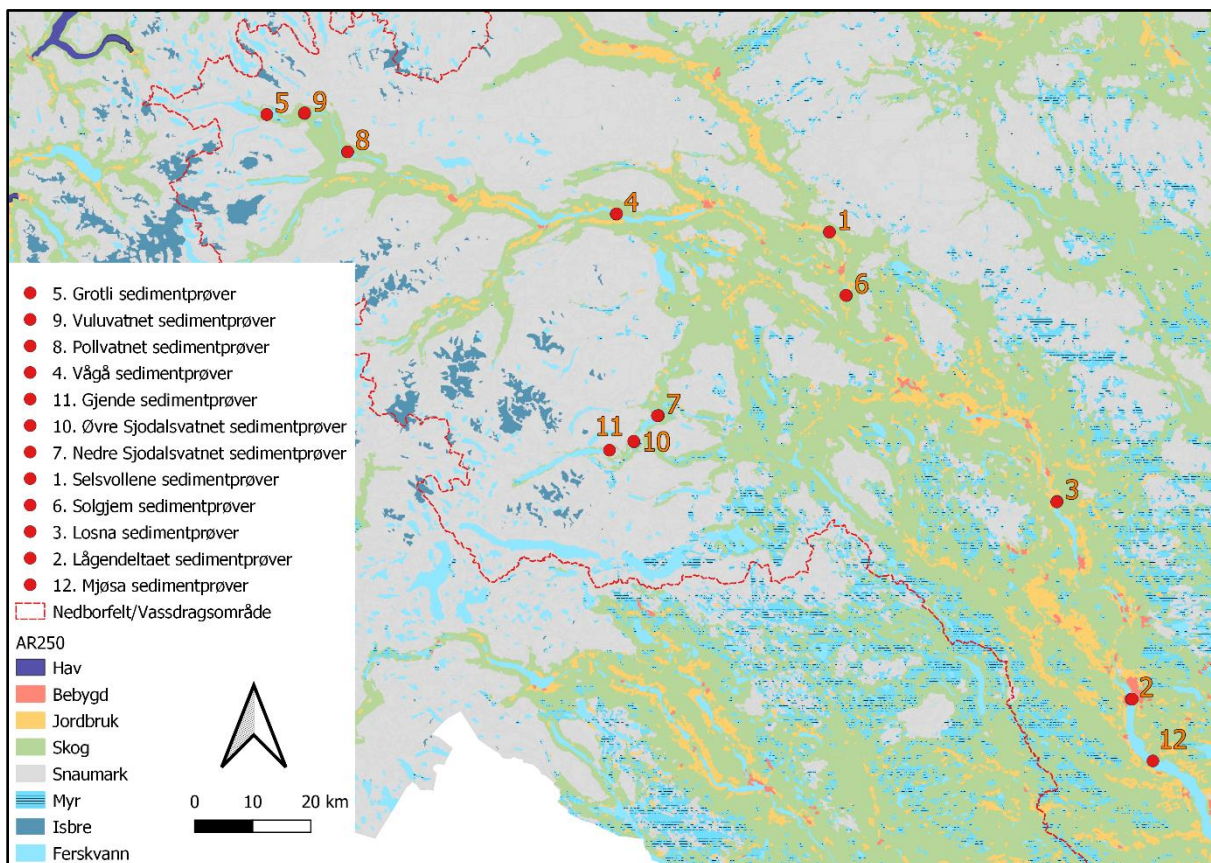 5
9
8
4
1
6
7
11
10
3
2
12
5. Grotli sedimentprøver
9. Vuluvatnet sedimentprøver
8. Pollvatnet sedimentprøver
4. Vågå sedimentprøver
11. Gjende sedimentprøver
10. Øvre Sjodalsvatnet sedimentprøver
7. Nedre Sjodalsvatnet sedimentprøver
1. Selsvollene sedimentprøver
6. Solgjem sedimentprøver
3. Losna sedimentprøver
2. Lågendeltaet sedimentprøver
12. Mjøsa sedimentprøver
Nedborfelt/Vassdragsområde
AR250
Hav
Bebygd
Jordbruk
Skog
Snaumark
Myr
Isbre
Ferskvann
0 10 20 km